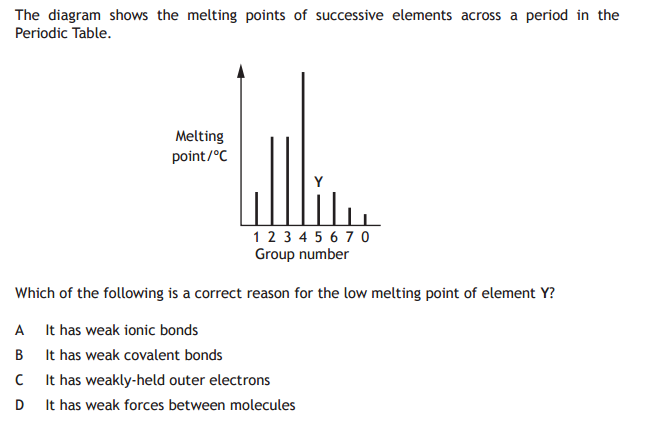 The diagram shows the melting points of successive elements across a period in the
Periodic Table.
Melting
point/°C
Y
1 2 3 4 5 6 7 0
Group number
Which of the following is a correct reason for the low melting point of element Y?
A It has weak ionic bonds
B It has weak covalent bonds
C It has weakly-held outer electrons
D It has weak forces between molecules